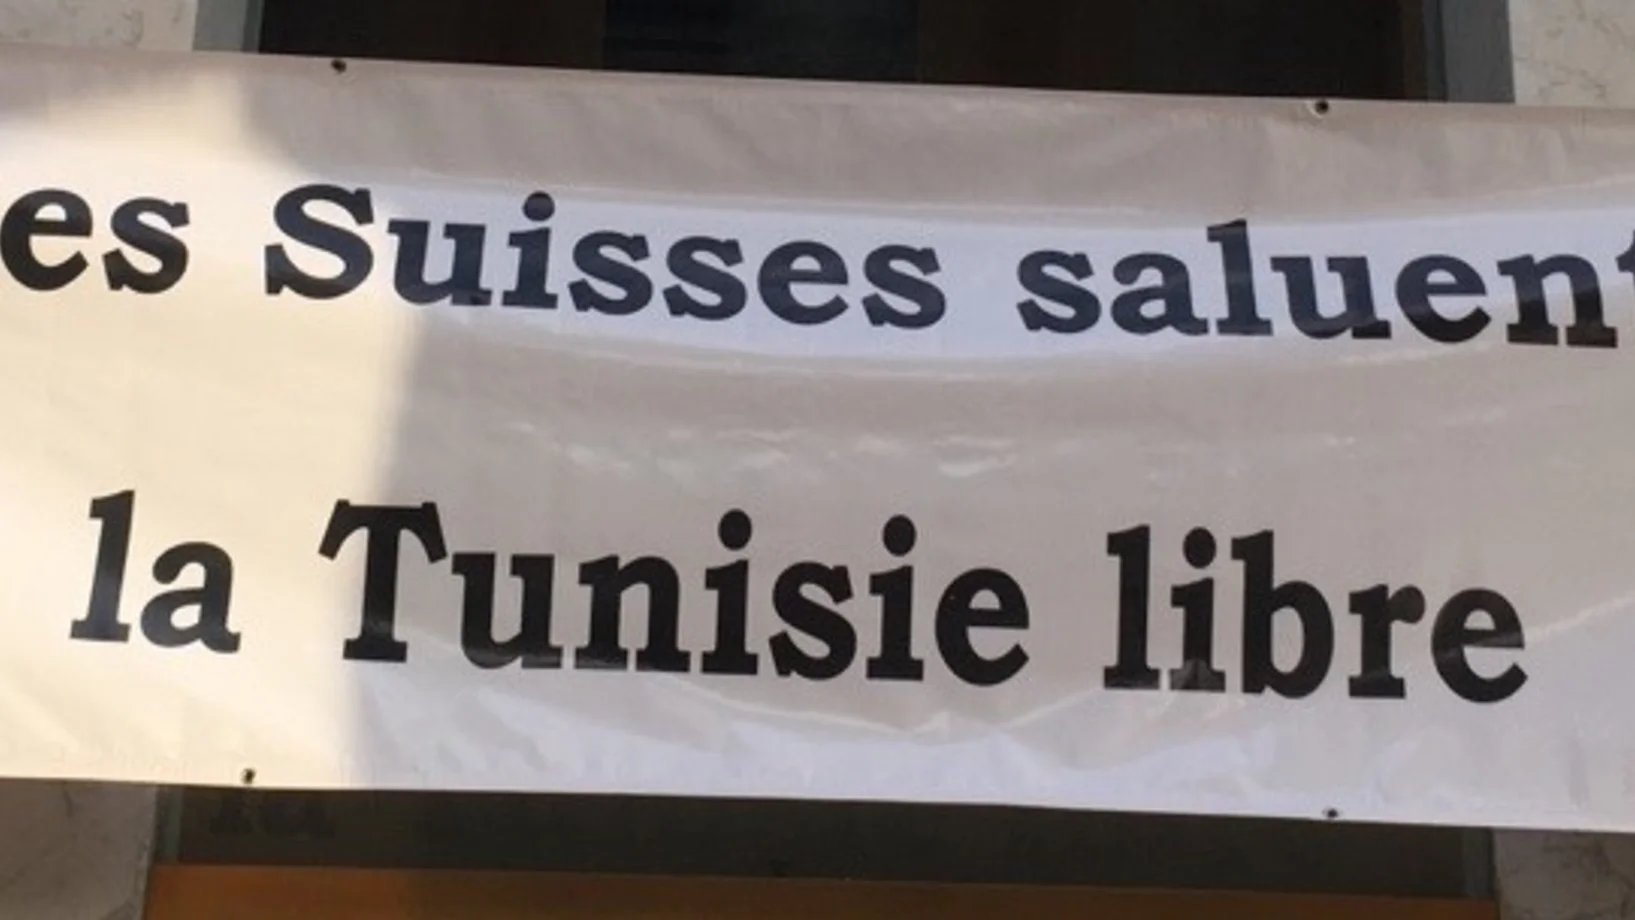 es Suisses saluent
la Tunisie libre